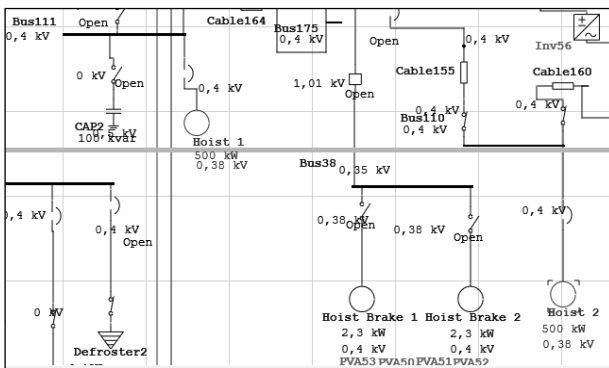 Bus111
Open
Cable164
Bus175
0,4 kV
0,4 kV
Open
0,4 kV
Inv56
0 kV
Open
0,4 kV
1,01 kV
Open
Cable155
Cable160
0,4 kV
0,4 kV
Bus110
0,4 kV
CAP2
100 kvar
Hoist 1
500 kW
0,38 kV
Bus38
0,35 kV
0,4 kV
0,4 kV
Open
0,38 kV
Open
0,38 kV
Open
0,4 kV
0 kV
Defroster2
Hoist Brake 1
2,3 kW
0,4 kV
Hoist Brake 2
2,3 kW
0,4 kV
Hoist 2
500 kW
0,38 kV
PVA53 PVA50 PVA51 PVA52